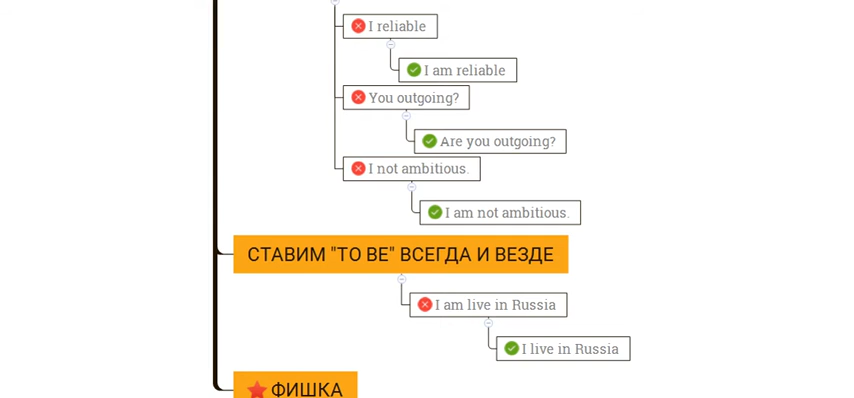 I reliable
I am reliable
You outgoing?
Are you outgoing?
I not ambitious.
I am not ambitious.
СТАВИМ "TO BE" ВСЕГДА И ВЕЗДЕ
I am live in Russia
I live in Russia
ФИШКА